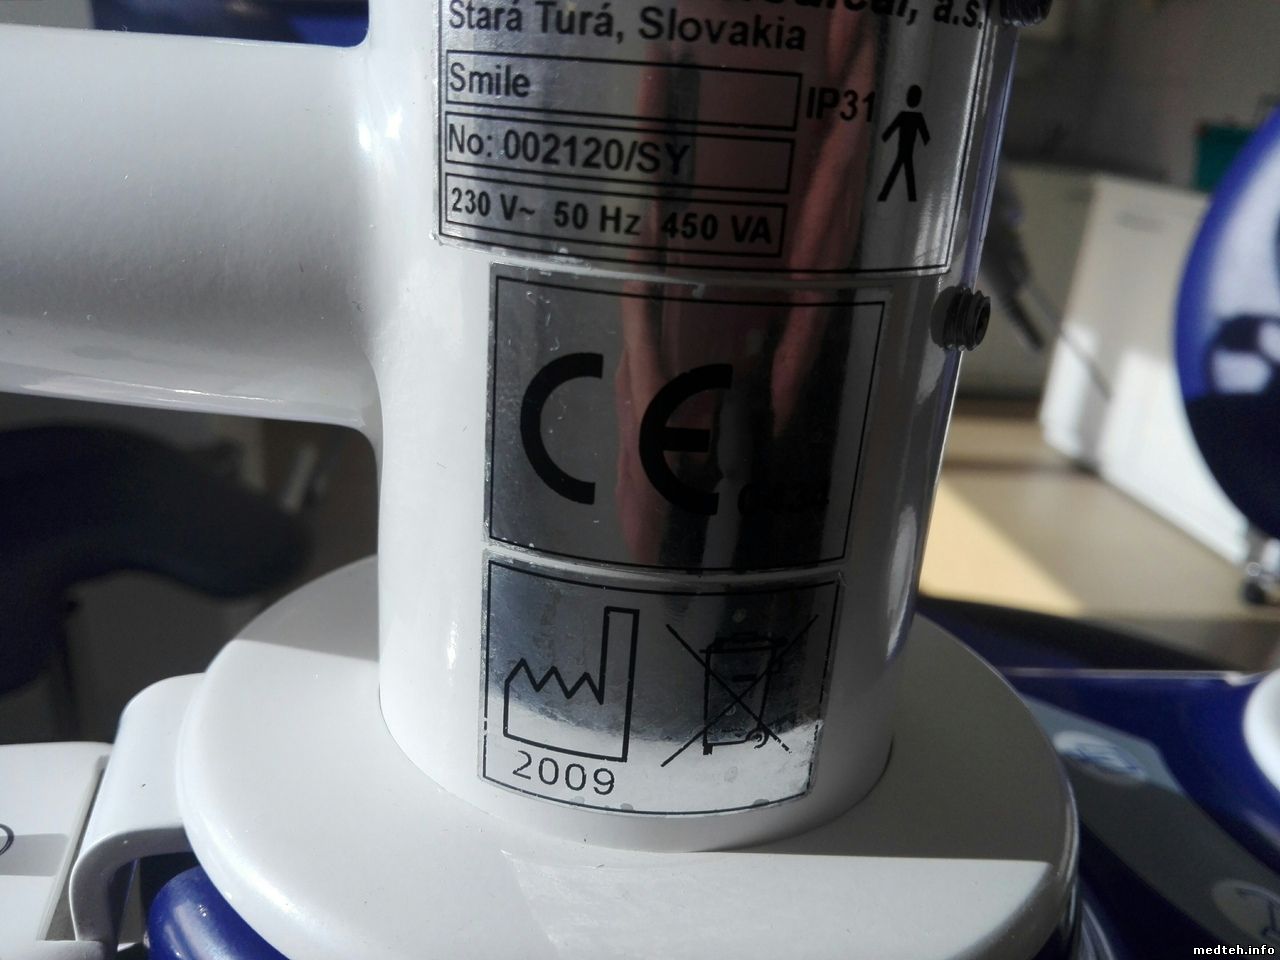 a.s.
Stará Turá, Slovakia
Smile
IP31
No: 002120/SY
230 V~ 50 Hz 450 VA
CE
2009
medteh.info